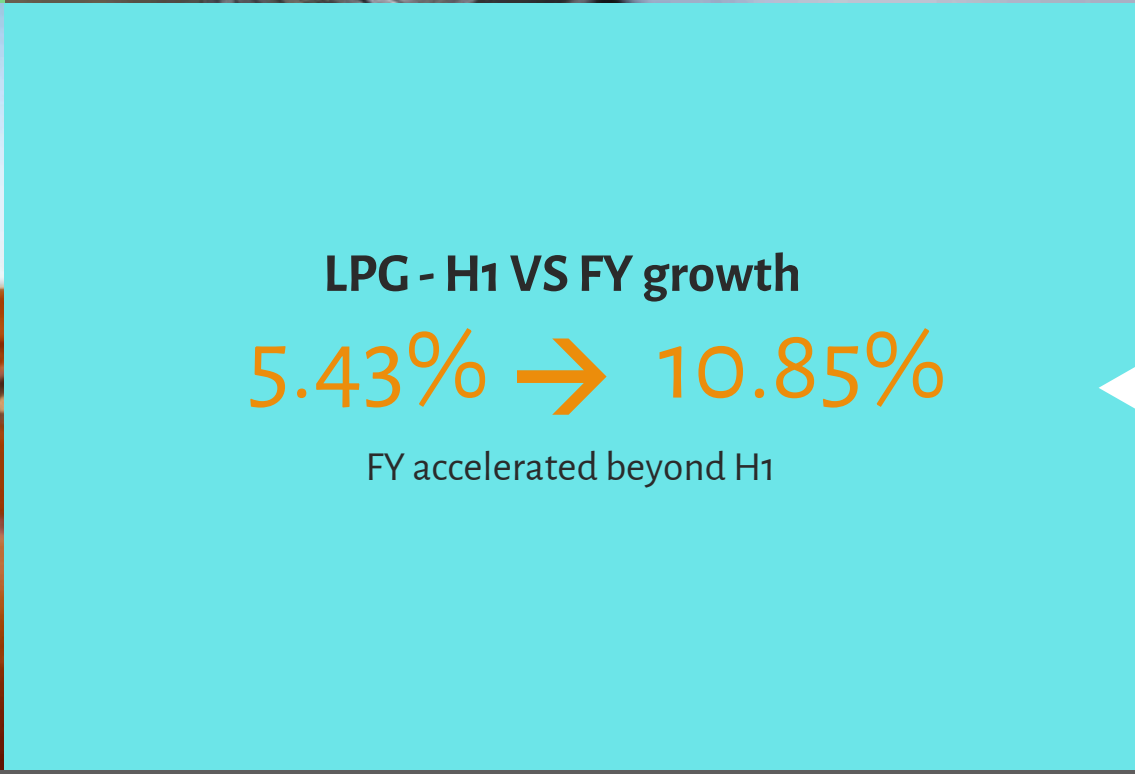 LPG - H1 VS FY growth
5.43% → 10.85%
FY accelerated beyond H1